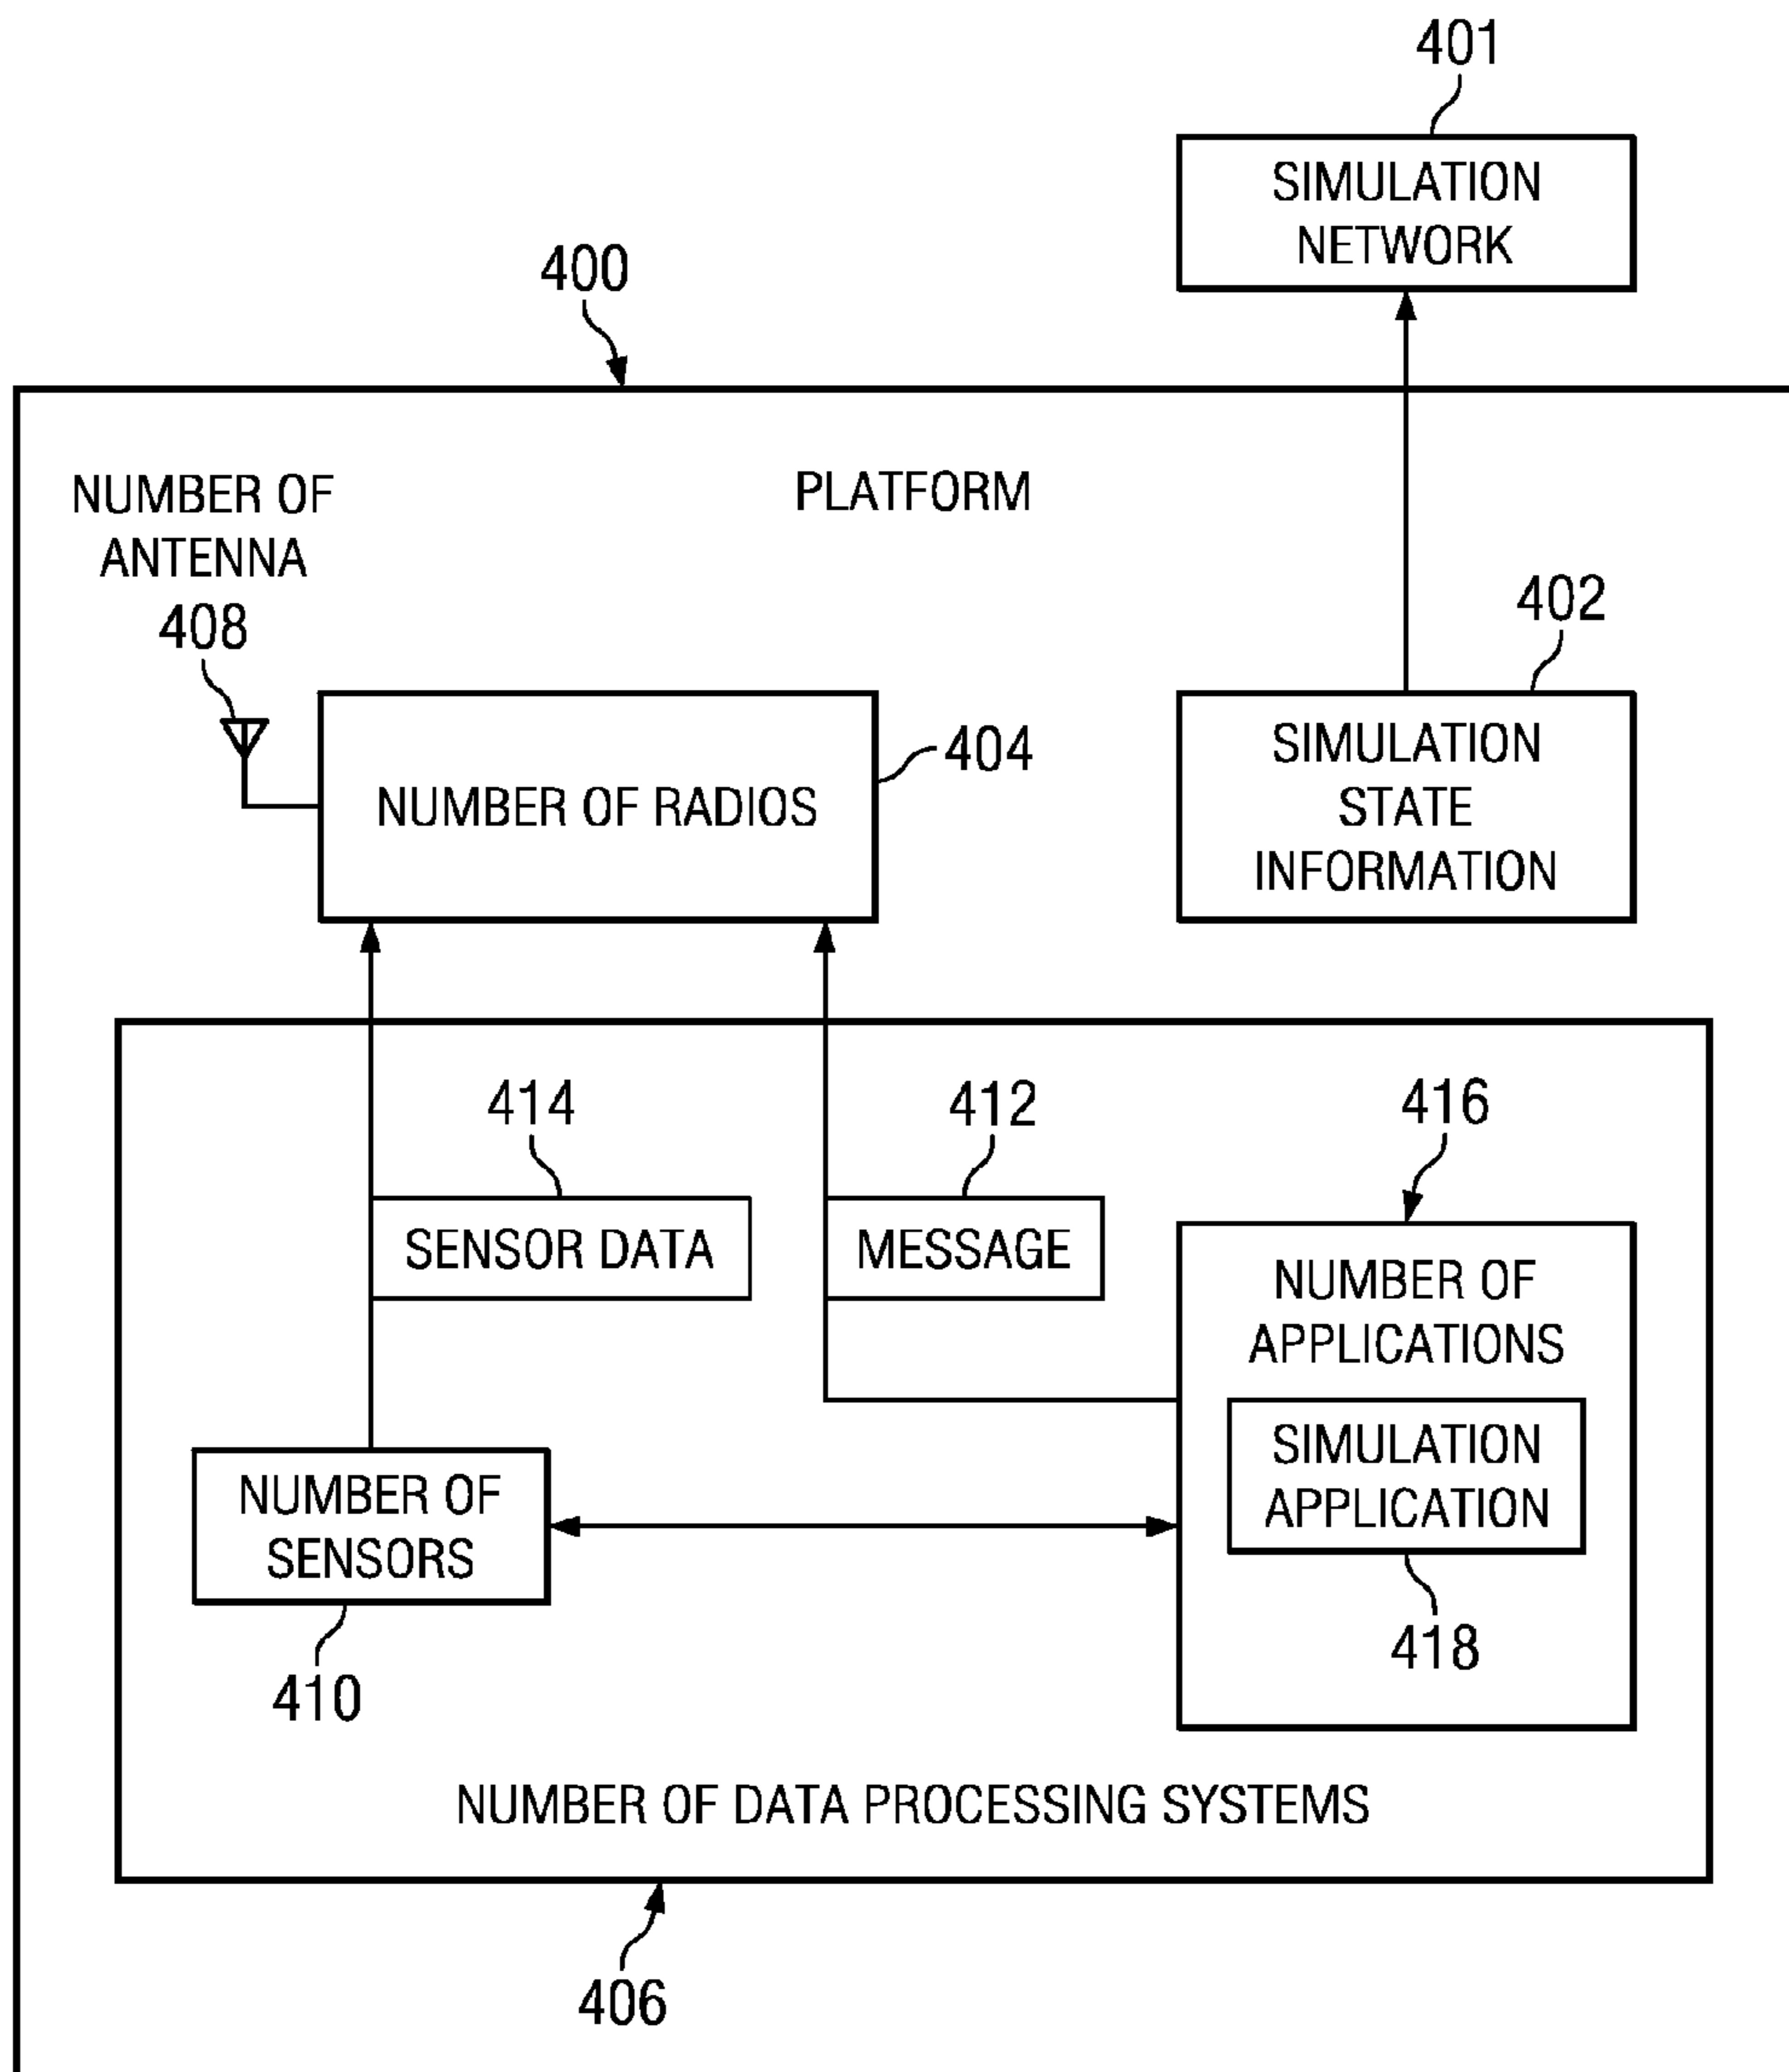 401
SIMULATION
NETWORK
400
NUMBER OF
ANTENNA
408
PLATFORM
402
SIMULATION
STATE
INFORMATION
404
NUMBER OF RADIOS
414
412
416
SENSOR DATA
MESSAGE
NUMBER OF
APPLICATIONS
SIMULATION
APPLICATION
418
NUMBER OF
SENSORS
410
NUMBER OF DATA PROCESSING SYSTEMS
406